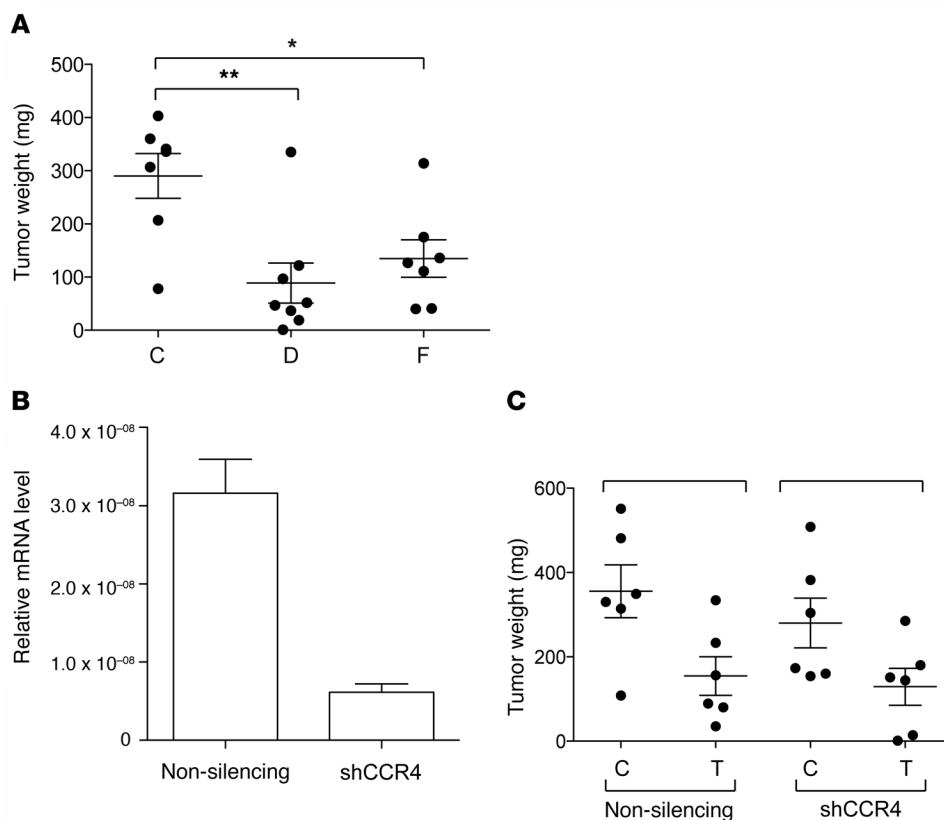 A
*
**
Tumor weight (mg)
500
400
300
200
100
0
C D F
B
Relative mRNA level
4.0 x 10⁻⁰⁸
3.0 x 10⁻⁰⁸
2.0 x 10⁻⁰⁸
1.0 x 10⁻⁰⁸
0
Non-silencing shCCR4
C
Tumor weight (mg)
600
400
200
0
C T C T
Non-silencing shCCR4